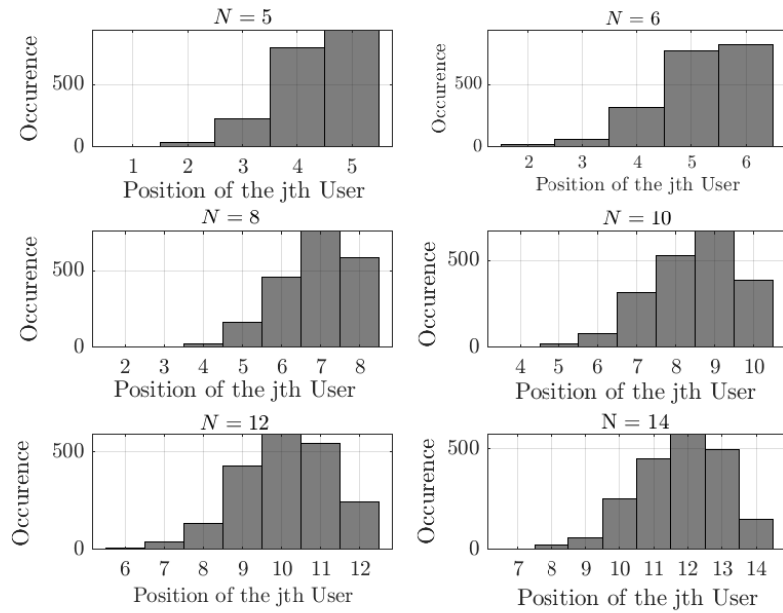 N = 5
Occurence
500
0
1 2 3 4 5
Position of the jth User
N = 6
Occurence
500
0
2 3 4 5 6
Position of the jth User
N = 8
Occurence
500
0
2 3 4 5 6 7 8
Position of the jth User
N = 10
Occurence
500
0
4 5 6 7 8 9 10
Position of the jth User
N = 12
Occurence
500
0
6 7 8 9 10 11 12
Position of the jth User
N = 14
Occurence
500
0
7 8 9 10 11 12 13 14
Position of the jth User